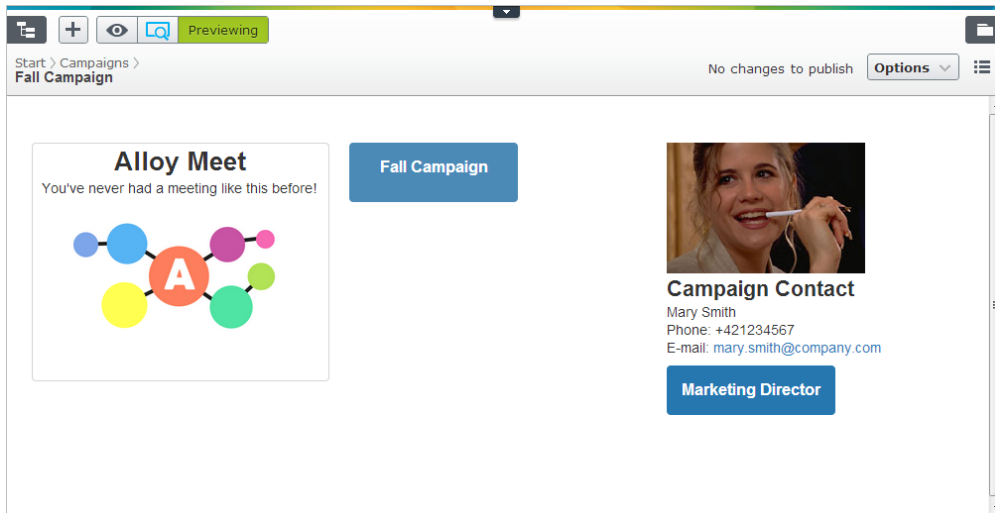 Previewing
Start > Campaigns >
Fall Campaign
No changes to publish
Options
Alloy Meet
You've never had a meeting like this before!
A
Fall Campaign
Campaign Contact
Mary Smith
Phone: +421234567
E-mail: mary.smith@company.com
Marketing Director